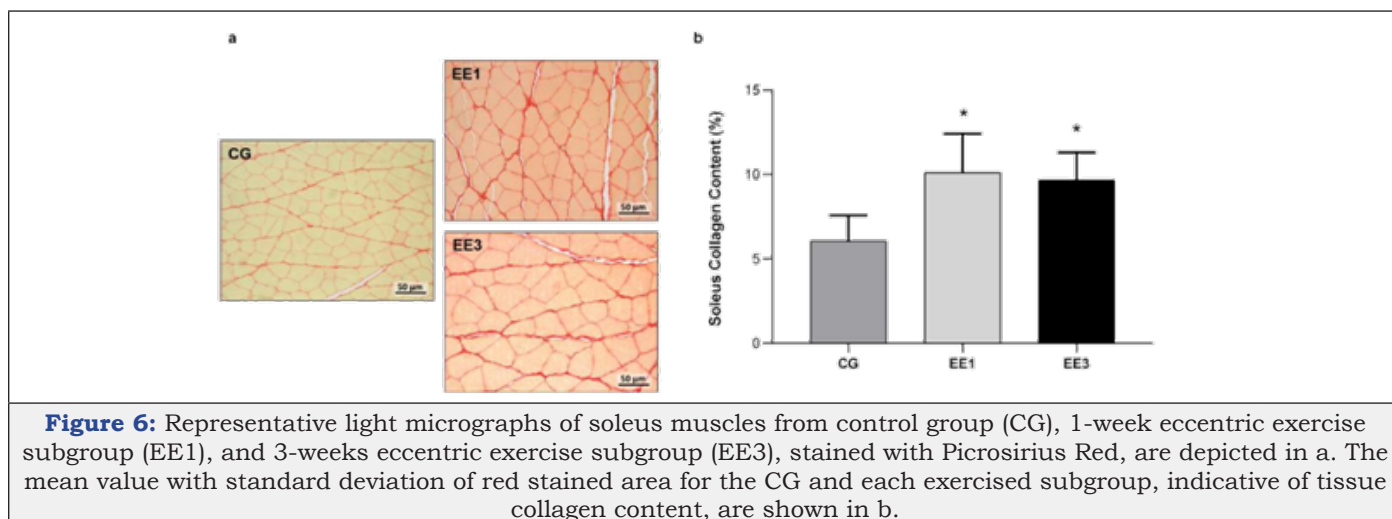 a
CG
50 µm
EE1
50 µm
EE3
50 µm
b
Soleus Collagen Content (%)
15
10
5
0
*
*
CG
EE1
EE3
Figure 6: Representative light micrographs of soleus muscles from control group (CG), 1-week eccentric exercise
subgroup (EE1), and 3-weeks eccentric exercise subgroup (EE3), stained with Picrosirius Red, are depicted in a. The
mean value with standard deviation of red stained area for the CG and each exercised subgroup, indicative of tissue
collagen content, are shown in b.